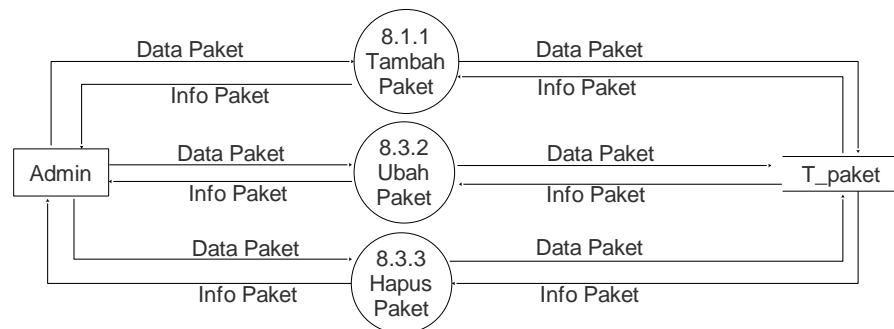 8.1.1
Tambah
Paket
Data Paket
Data Paket
Info Paket
Info Paket
Admin
Data Paket
Info Paket
8.3.2
Ubah
Paket
Data Paket
Info Paket
T_paket
Data Paket
Info Paket
8.3.3
Hapus
Paket
Data Paket
Info Paket